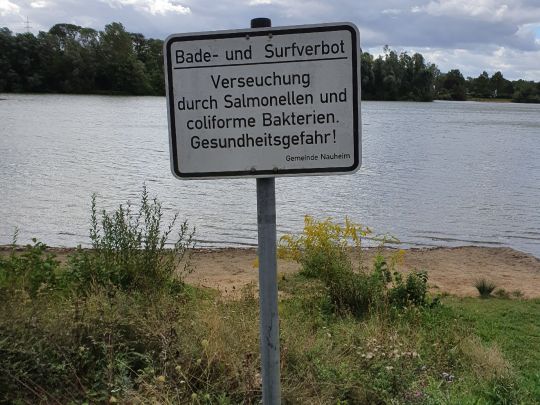 Bade- und Surfverbot
Verseuchung
durch Salmonellen und
coliforme Bakterien.
Gesundheitsgefahr!
Gemeinde Nauheim